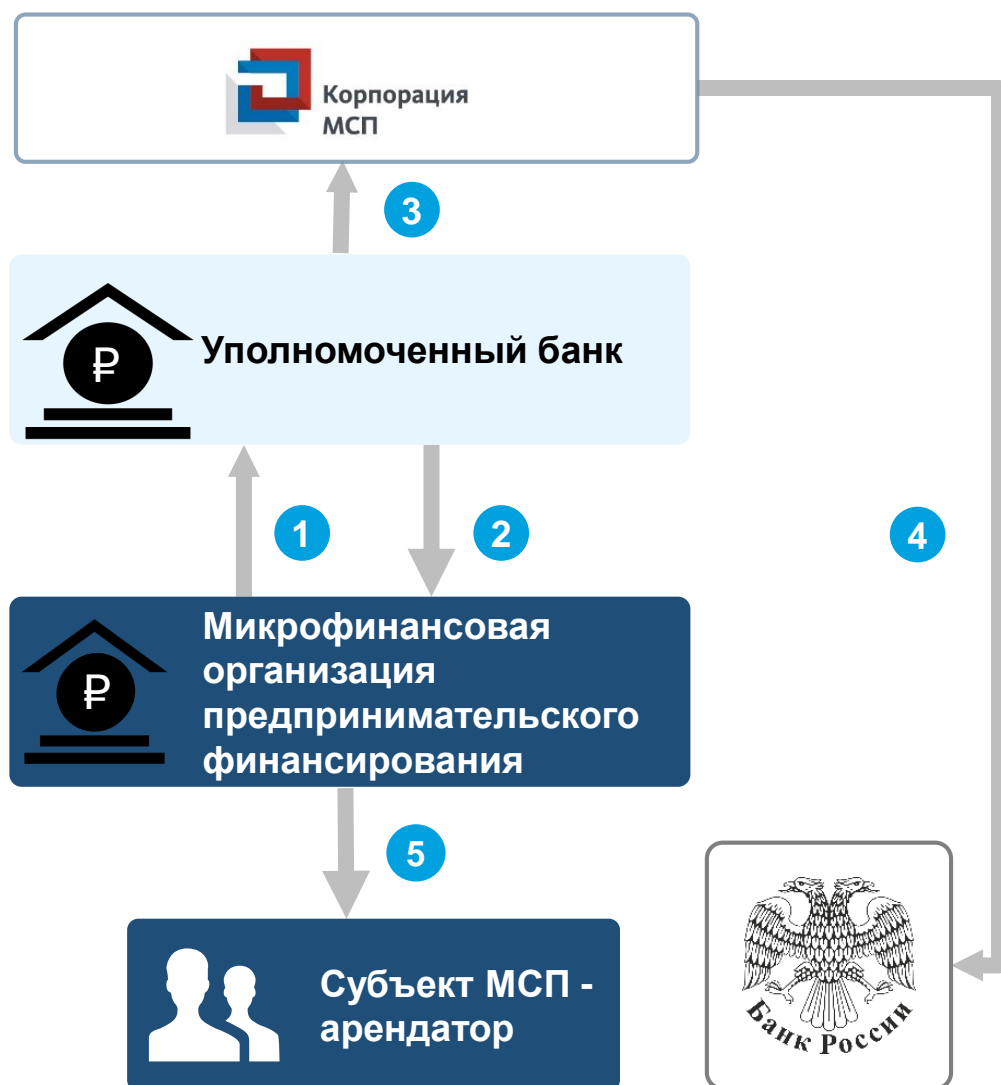 Корпорация
МСП
3
₽
Уполномоченный банк
1
2
4
₽
Микрофинансовая
организация
предпринимательского
финансирования
5
Субъект МСП -
арендатор
Банк России